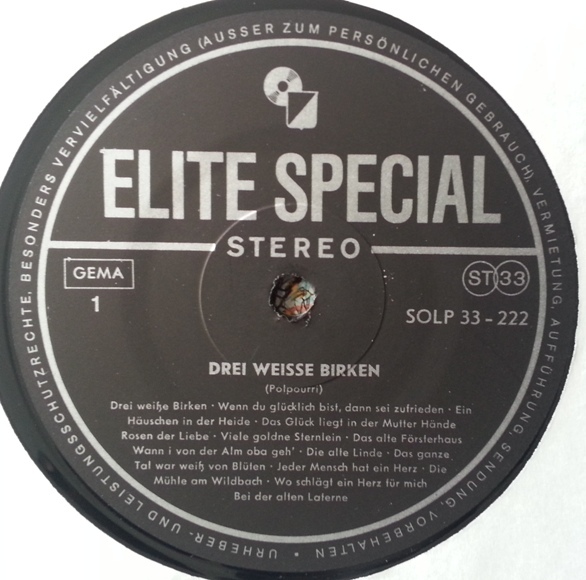 URHEBER- UND LEISTUNGSSCHUTZRECHTE, BESONDERS VERVIELFÄLTIGUNG (AUSSER ZUM PERSÖNLICHEN GEBRAUCH), VERMIETUNG, AUFFÜHRUNG, SENDUNG, VORBEHALTEN •
ELITE SPECIAL
STEREO
GEMA
1
ST 33
SOLP 33 - 222
DREI WEISSE BIRKEN
(Polpourri)
Drei weiße Birken · Wenn du glücklich bist, dann sei zufrieden · Ein
Häuschen in der Heide · Das Glück liegt in der Mutter Hände
Rosen der Liebe · Viele goldne Sternlein · Das alte Försterhaus
Wann i von der Alm oba geh' · Die alte Linde · Das ganze
Tal war weiß von Blüten · Jeder Mensch hat ein Herz · Die
Mühle am Wildbach · Wo schlägt ein Herz für mich
Bei der alten Laterne